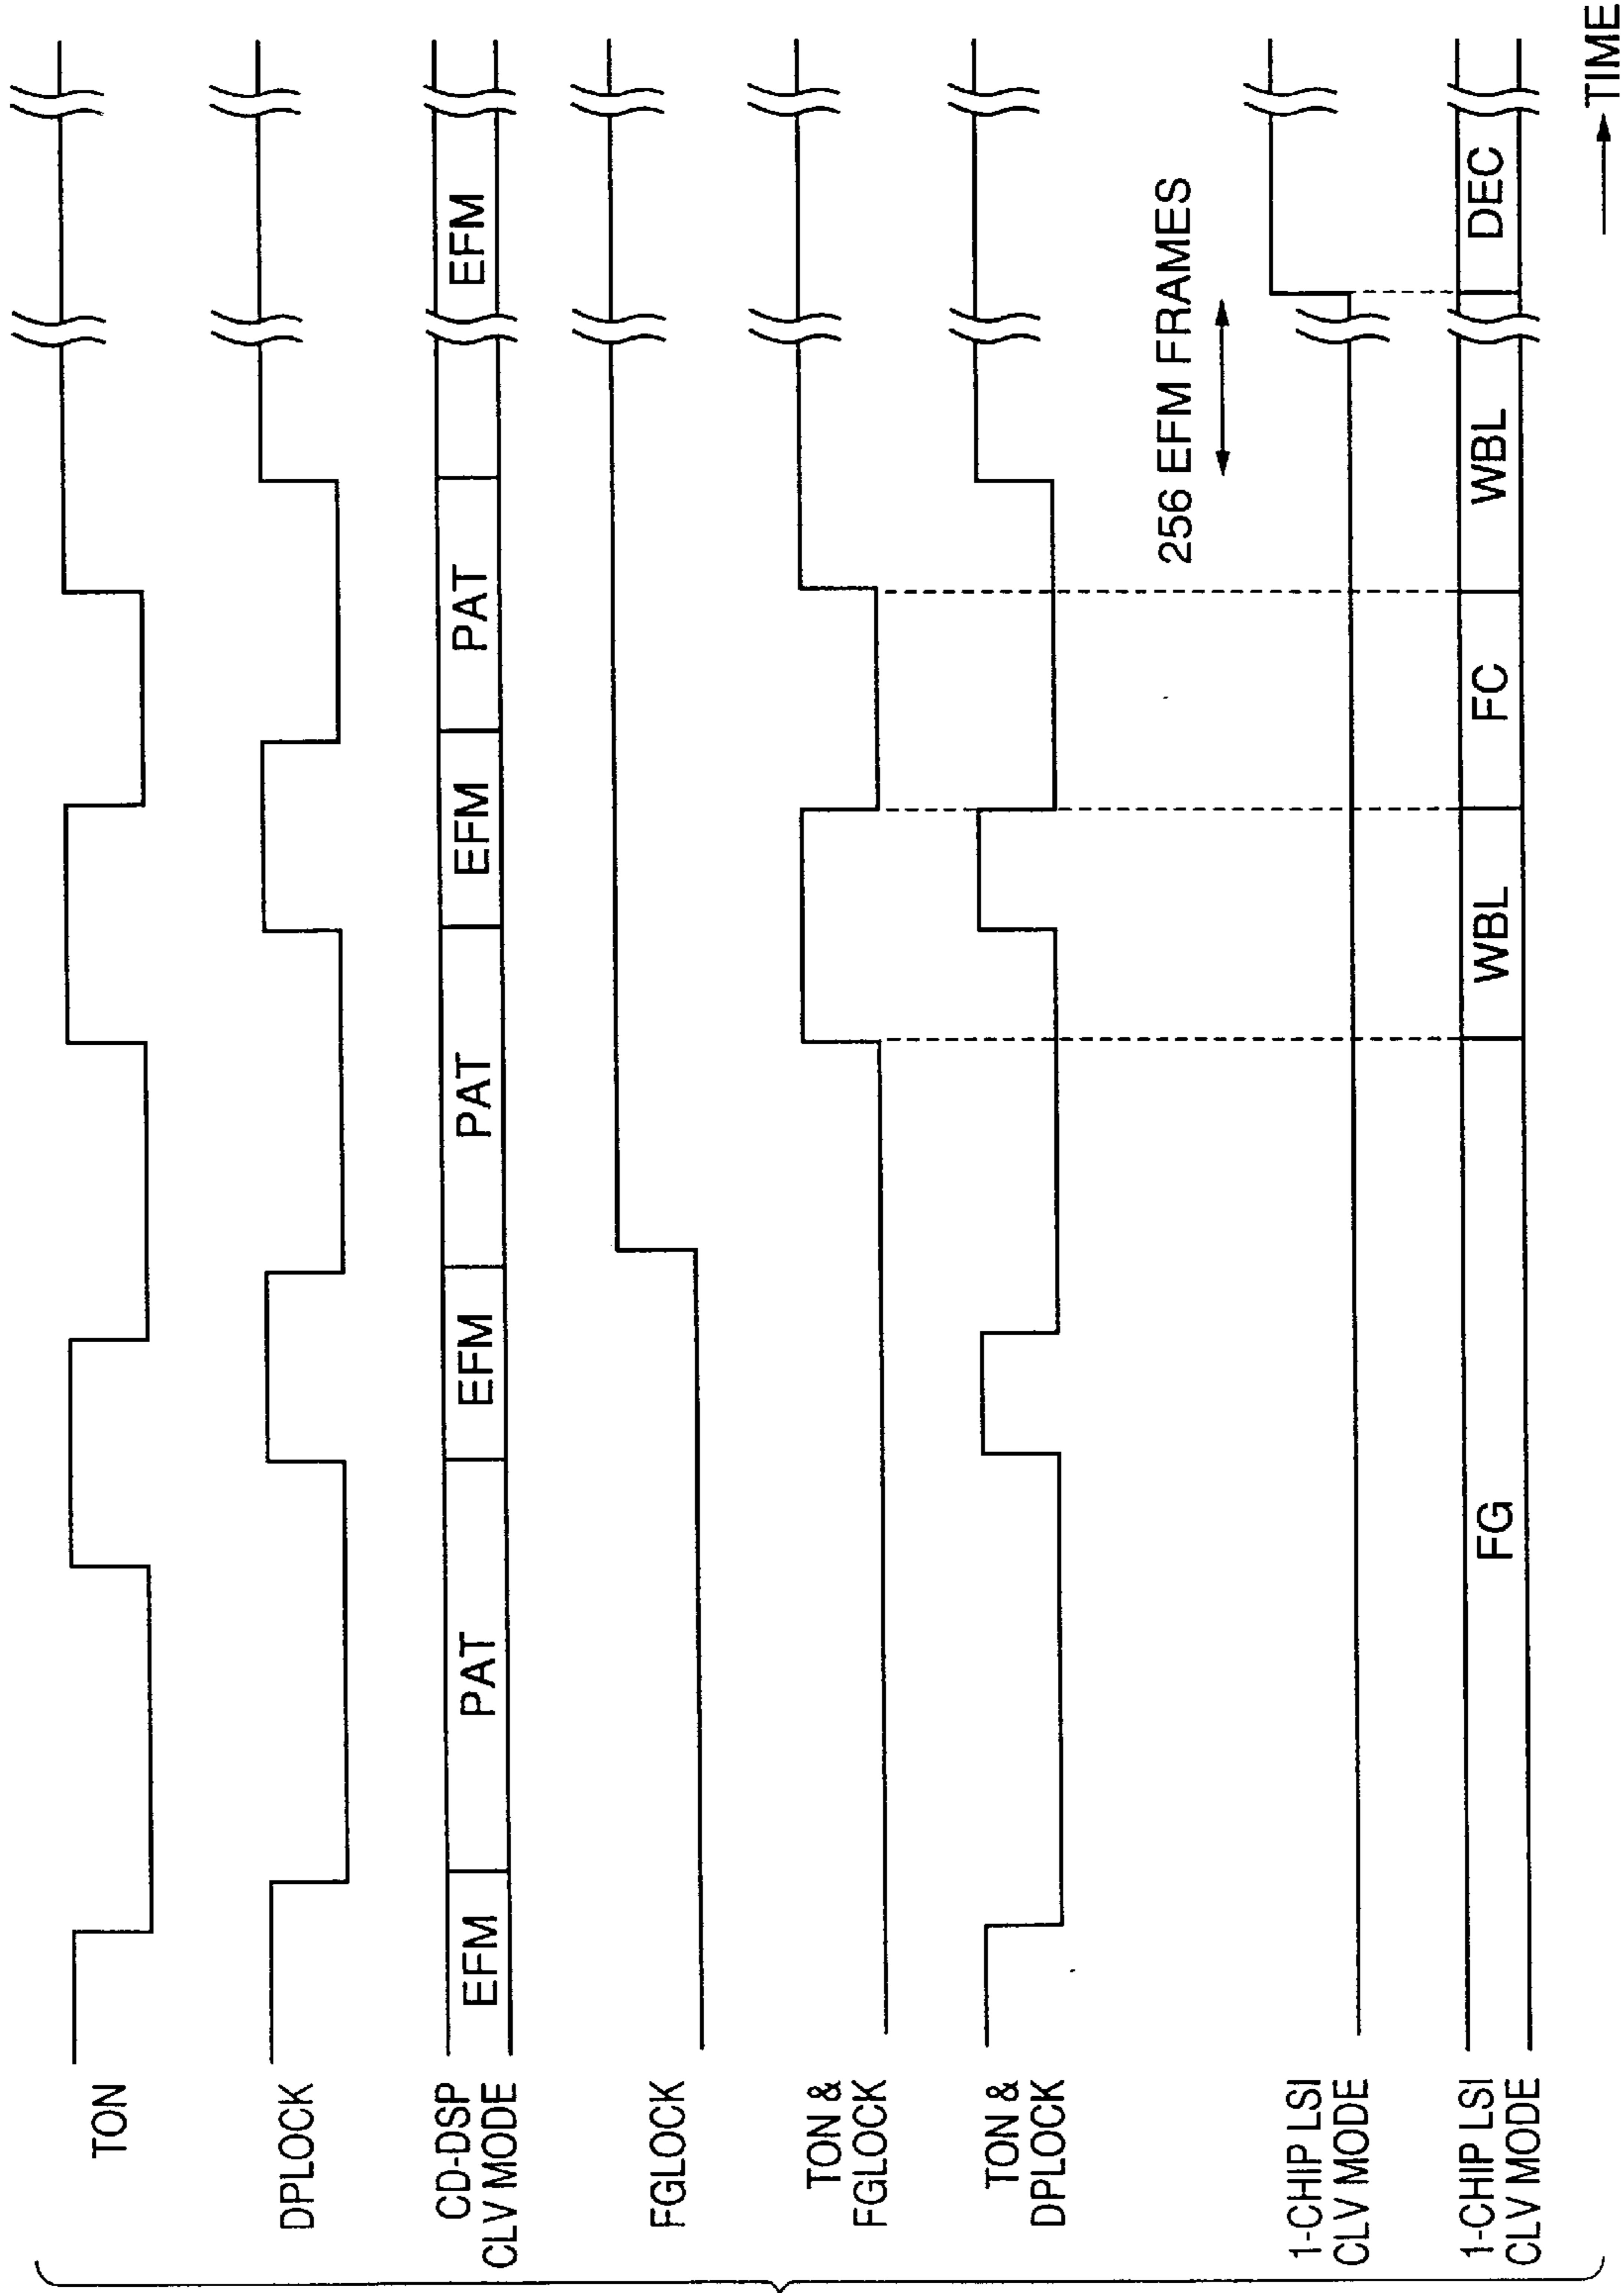 TON
DPLOCK
CD-DSP
CLV MODE
EFM
PAT
EFM
PAT
EFM
PAT
EFM
FGLOCK
TON &
FGLOCK
TON &
DPLOCK
256 EFM FRAMES
1-CHIP LSI
CLV MODE
1-CHIP LSI
CLV MODE
FG
WBL
FC
WBL
DEC
TIME